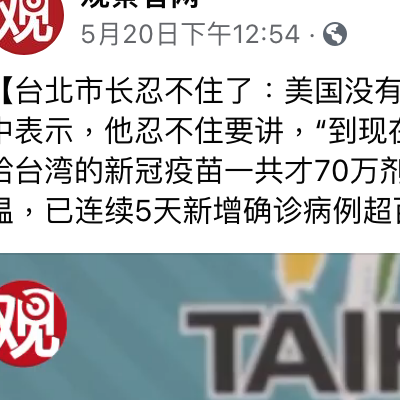 观
观察者网
5月20日下午12:54 ·
【台北市长忍不住了：美国没有
中表示，他忍不住要讲，“到现在
给台湾的新冠疫苗一共才70万剂
温，已连续5天新增确诊病例超百
观
TAIP